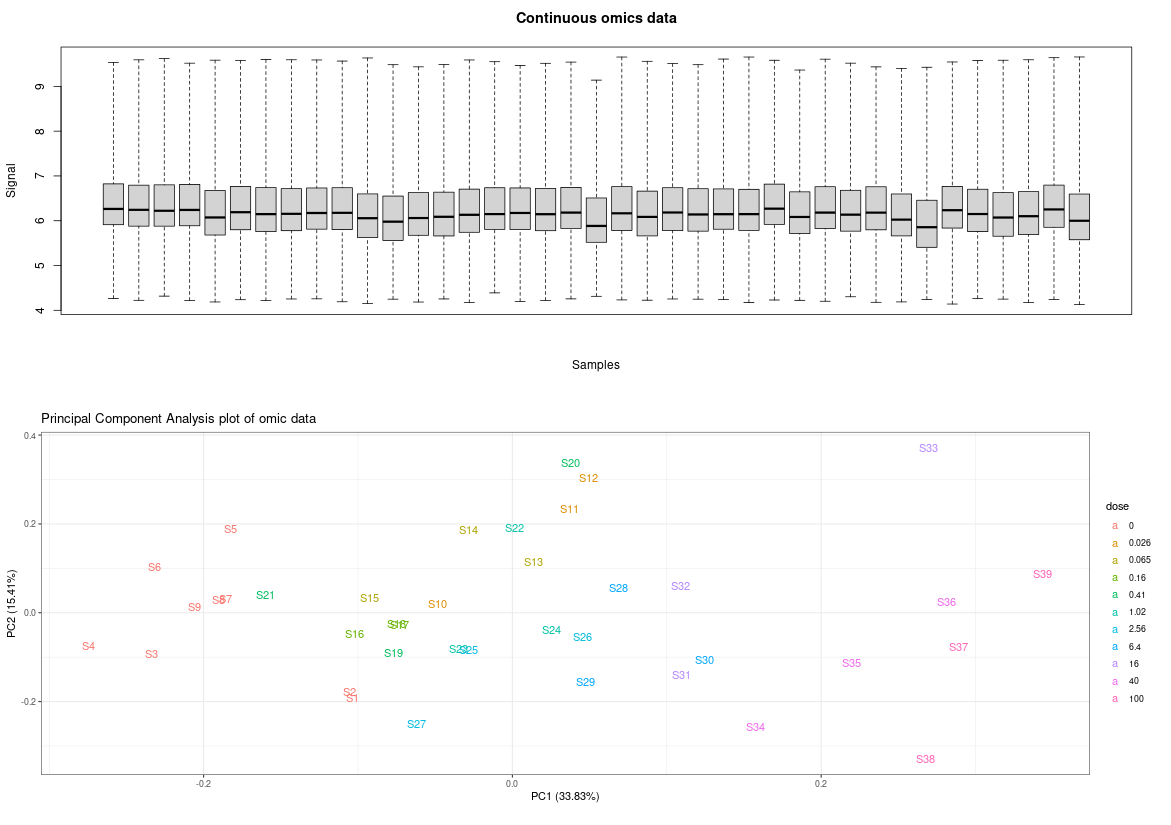 Continuous omics data
Signal
9
8
7
6
5
4
Samples
Principal Component Analysis plot of omic data
PC2 (15.41%)
0.4
0.2
0.0
-0.2
S33
S20
S12
S11
S5
S14
S22
S13
S6
S39
S28
S32
S9
S8
S7
S21
S15
S10
S36
S16
S18
S17
S24
S26
S4
S3
S19
S23
S25
S37
S30
S35
S31
S29
S2
S1
S27
S34
S38
-0.2
0.0
0.2
PC1 (33.83%)
dose
a 0
a 0.026
a 0.065
a 0.16
a 0.41
a 1.02
a 2.56
a 6.4
a 16
a 40
a 100